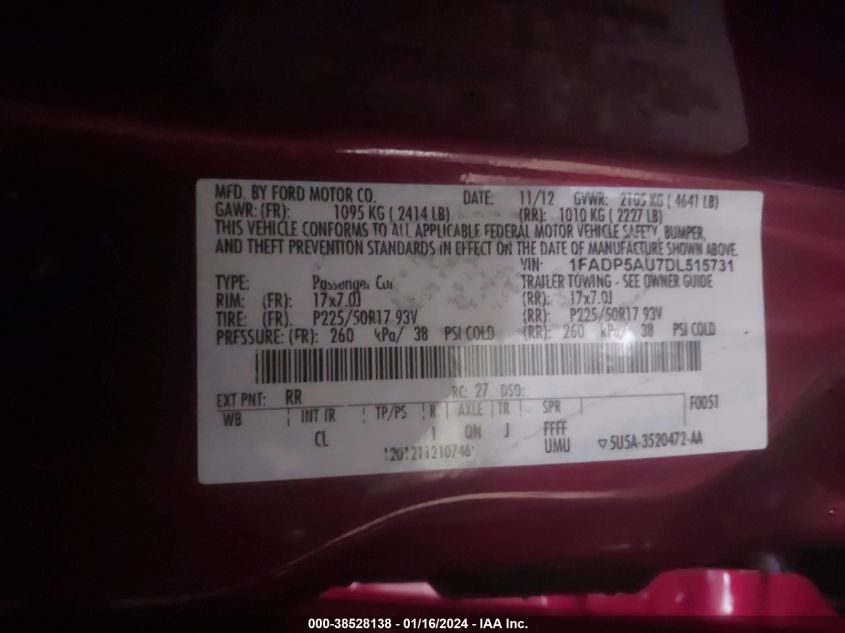 MFD. BY FORD MOTOR CO. DATE: 11/12 GVWR: 2105 KG ( 4641 LB)
GAWR: (FR): 1095 KG ( 2414 LB) (RR): 1010 KG ( 2227 LB)
THIS VEHICLE CONFORMS TO ALL APPLICABLE FEDERAL MOTOR VEHICLE SAFETY, BUMPER,
AND THEFT PREVENTION STANDARDS IN EFFECT ON THE DATE OF MANUFACTURE SHOWN ABOVE.
VIN: 1FADP5AU7DL515731
TYPE: Passenger Car TRAILER TOWING - SEE OWNER GUIDE
RIM: (FR): 17x7.0J (RR): 17x7.0J
TIRE: (FR). P225/50R17 93V (RR): P225/50R17 93V
PRESSURE: (FR): 260 kPa/ 38 PSI COLD (RR): 260 kPa/ 38 PSI COLD
EXT PNT: RR RC: 27 DSO: F0051
WB INT TR TP/PS R AXLE TR SPR
CL I QN J FFFF
UMU
1201211210746 ▽5U5A-3520472-AA
000-38528138 - 01/16/2024 - IAA Inc.